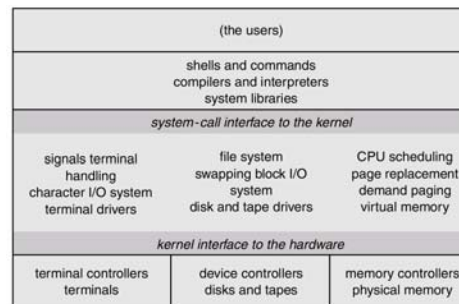 (the users)
shells and commands
compilers and interpreters
system libraries
system-call interface to the kernel
signals terminal
handling
character I/O system
terminal drivers
file system
swapping block I/O
system
disk and tape drivers
CPU scheduling
page replacement
demand paging
virtual memory
kernel interface to the hardware
terminal controllers
terminals
device controllers
disks and tapes
memory controllers
physical memory